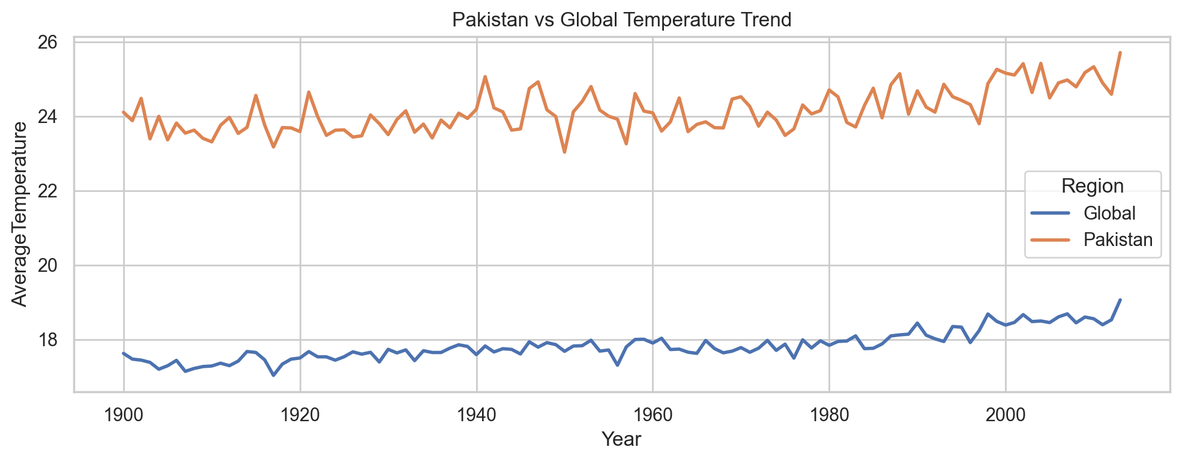 Pakistan vs Global Temperature Trend
26
24
22
20
18
AverageTemperature
Region
Global
Pakistan
1900 1920 1940 1960 1980 2000
Year